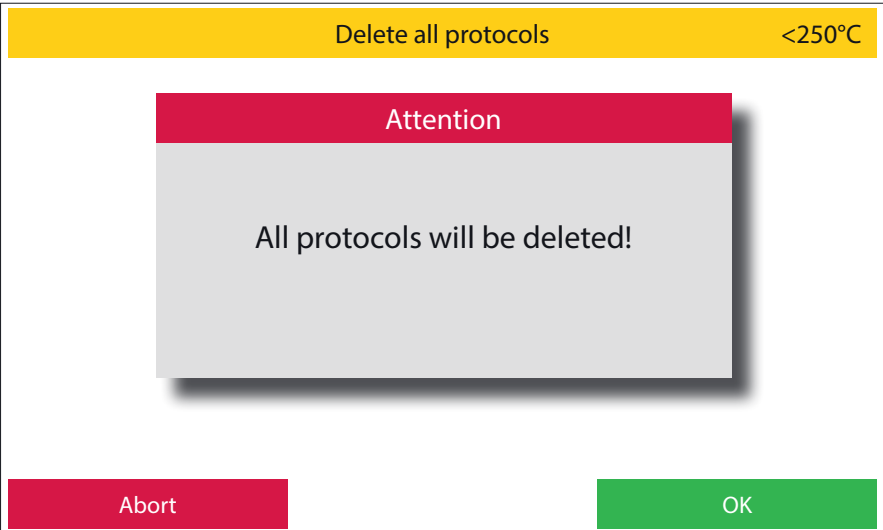 Delete all protocols <250°C
Attention
All protocols will be deleted!
Abort OK